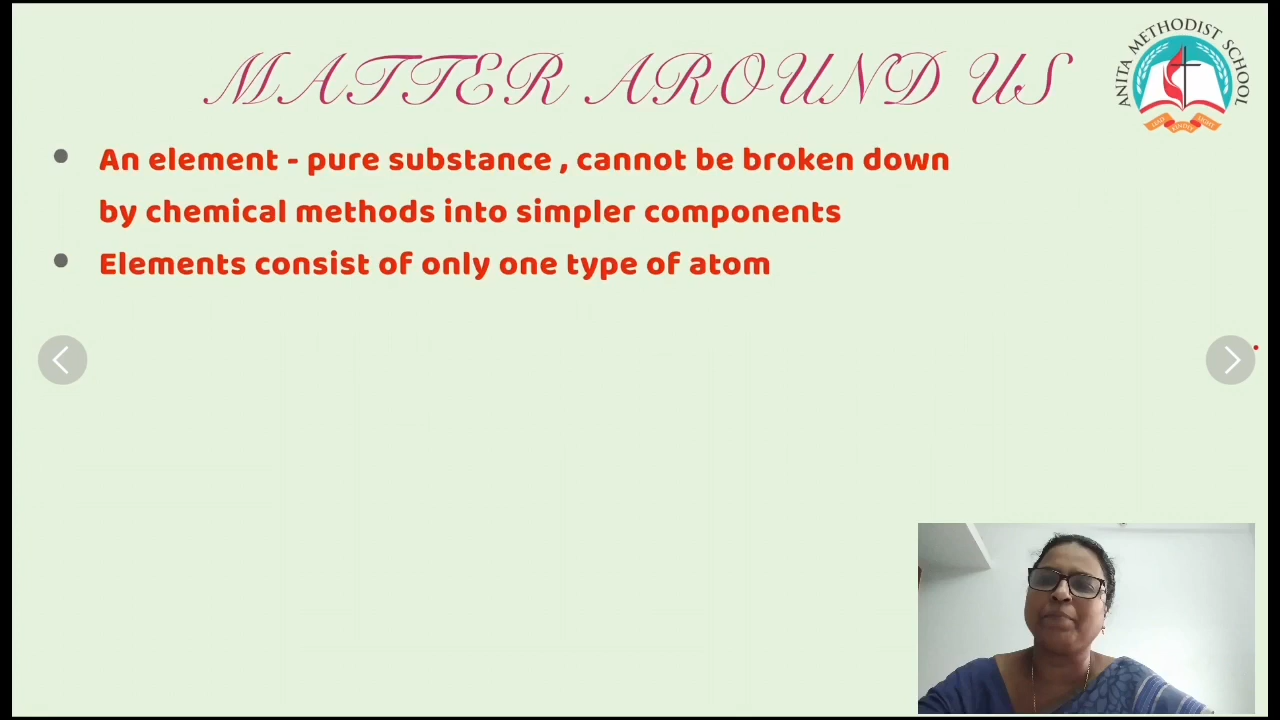 MATTER AROUND US
ANITA METHODIST SCHOOL
An element - pure substance , cannot be broken down
by chemical methods into simpler components
Elements consist of only one type of atom
LIGHT